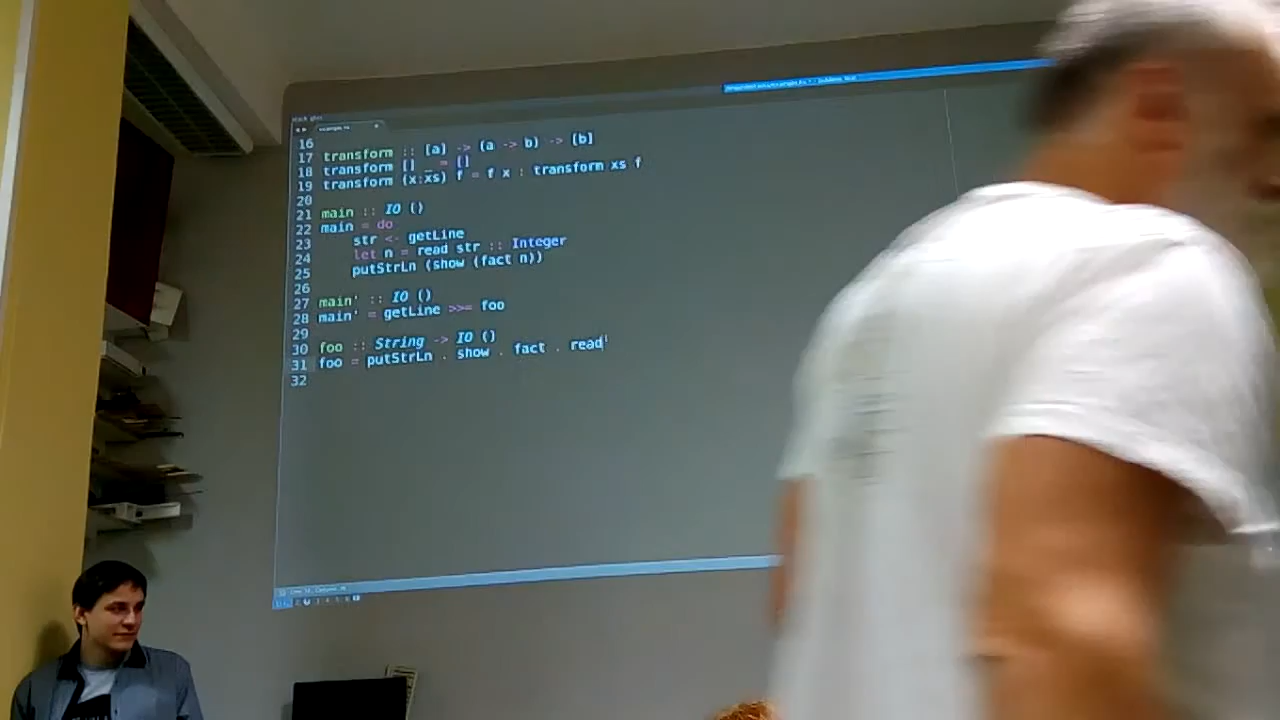 16
17 transform :: [a] -> (a -> b) -> [b]
18 transform [] _ = []
19 transform (x:xs) f = f x : transform xs f
20
21 main :: IO ()
22 main = do
23     str <- getLine
24     let n = read str :: Integer
25     putStrLn (show (fact n))
26
27 main' :: IO ()
28 main' = getLine >>= foo
29
30 foo :: String -> IO ()
31 foo = putStrLn . show . fact . read
32